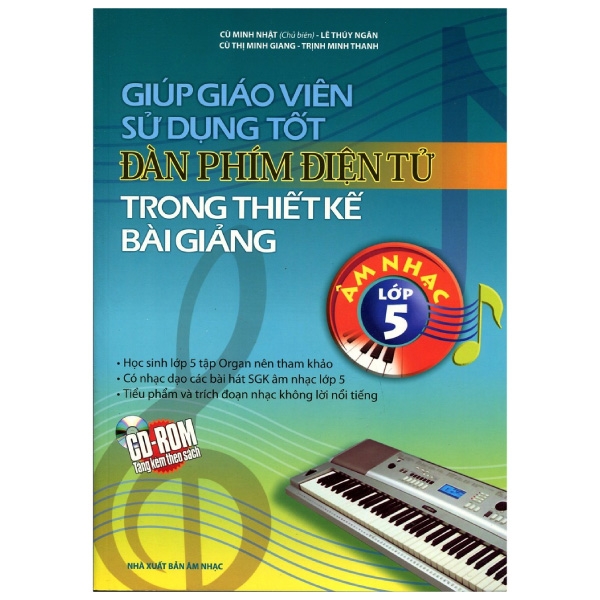 CÙ MINH NHẬT (Chủ biên) - LÊ THÚY NGÂN
CÙ THỊ MINH GIANG - TRỊNH MINH THANH
GIÚP GIÁO VIÊN
SỬ DỤNG TỐT
ĐÀN PHÍM ĐIỆN TỬ
TRONG THIẾT KẾ
BÀI GIẢNG
ÂM NHẠC
LỚP
5
• Học sinh lớp 5 tập Organ nên tham khảo
• Có nhạc dạo các bài hát SGK âm nhạc lớp 5
• Tiểu phẩm và trích đoạn nhạc không lời nổi tiếng
CD-ROM
Tặng kèm theo sách
NHÀ XUẤT BẢN ÂM NHẠC